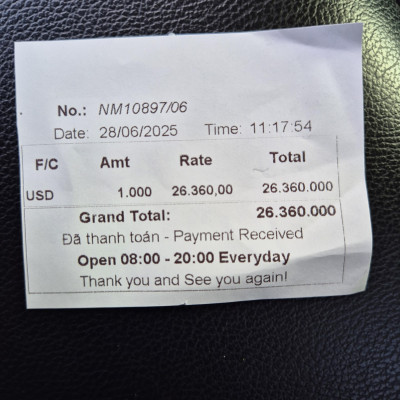 No.: NM10897/06
Date: 28/06/2025 Time: 11:17:54
F/C Amt Rate Total
USD 1.000 26.360,00 26.360.000
Grand Total: 26.360.000
Đã thanh toán - Payment Received
Open 08:00 - 20:00 Everyday
Thank you and See you again!